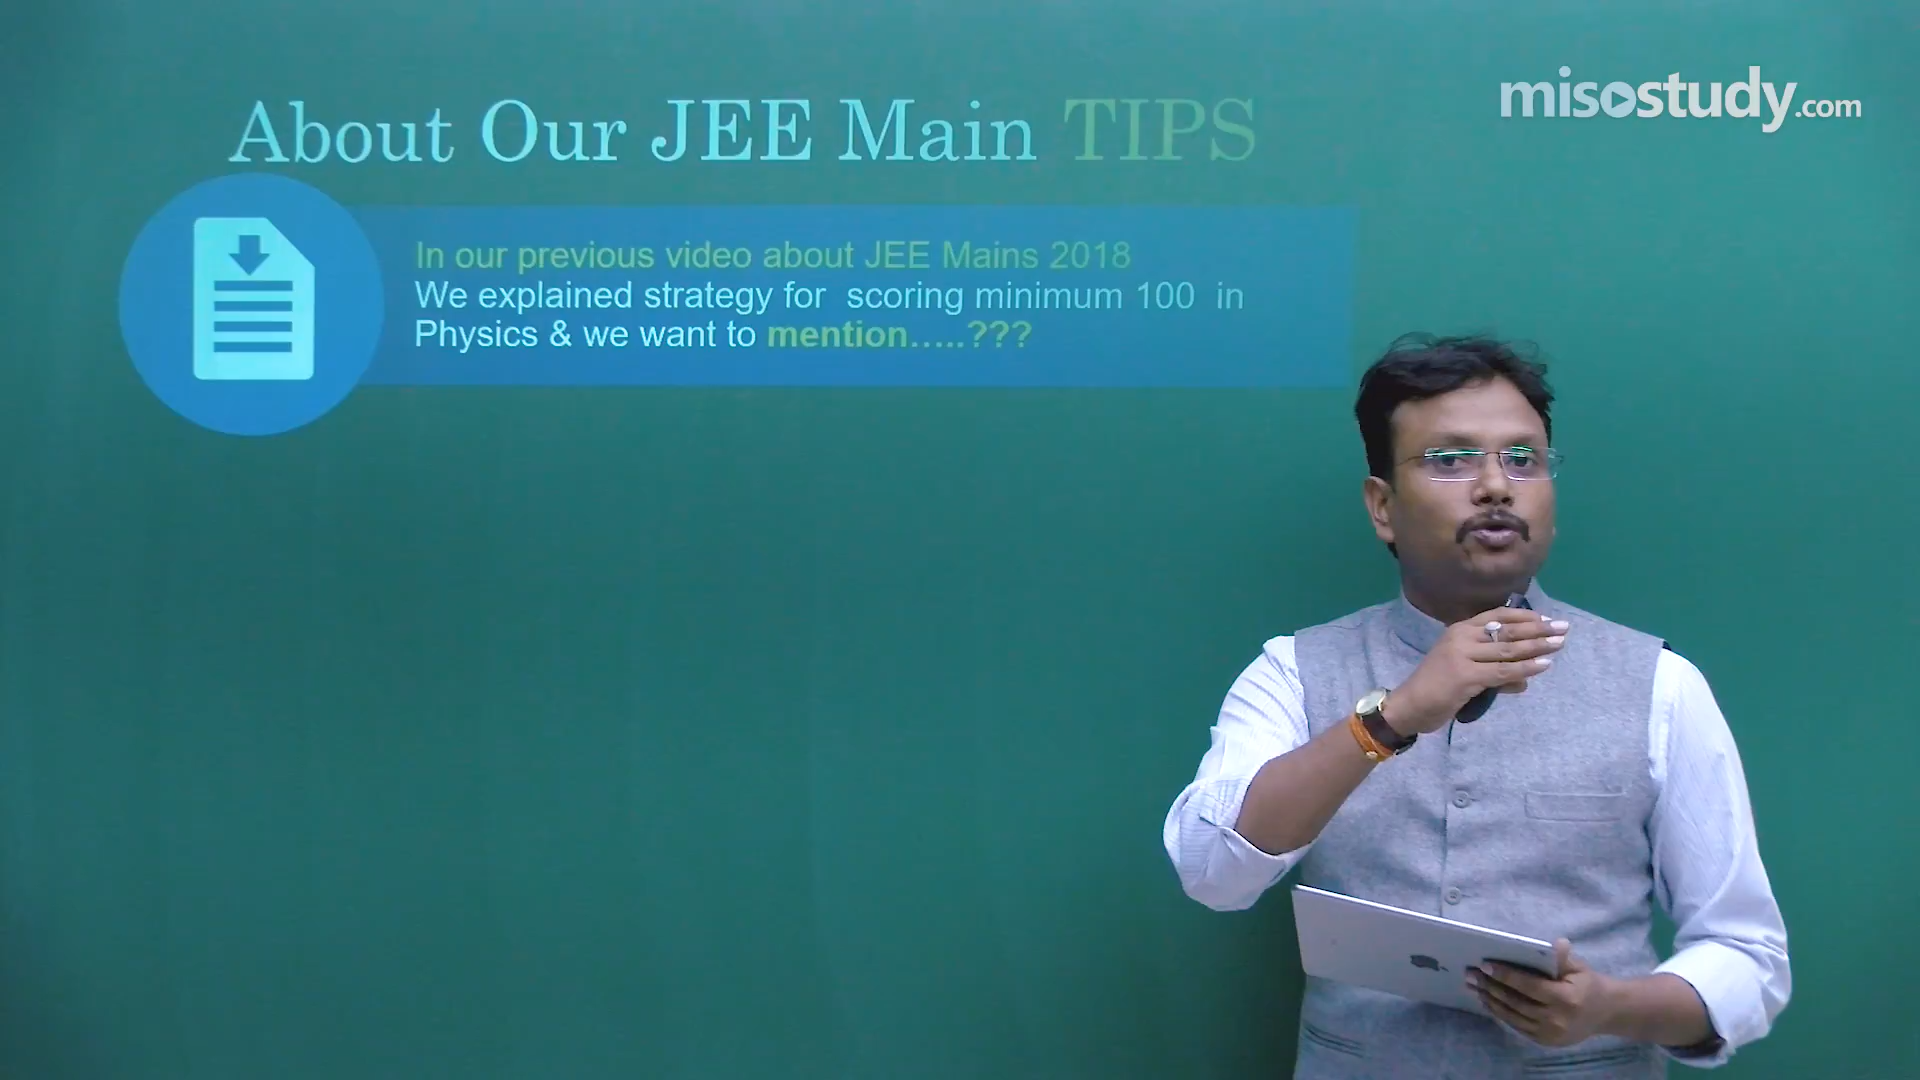 misostudy.com
About Our JEE Main TIPS
In our previous video about JEE Mains 2018
We explained strategy for scoring minimum 100 in
Physics & we want to mention.....???